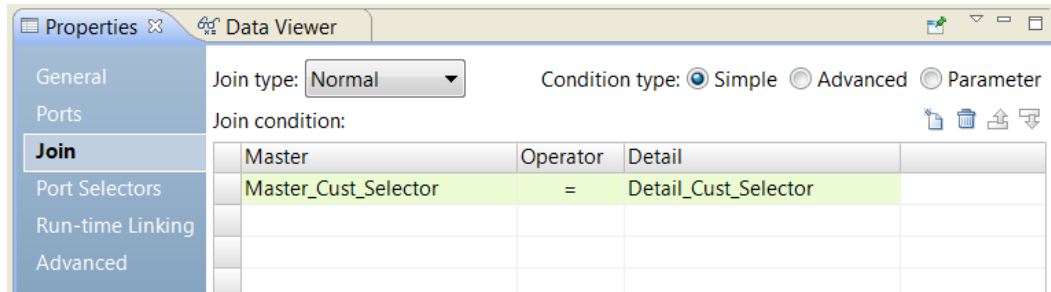 Properties Data Viewer
General
Ports
Join
Port Selectors
Run-time Linking
Advanced
Join type: Normal Condition type: Simple Advanced Parameter
Join condition:
Master Operator Detail
Master_Cust_Selector = Detail_Cust_Selector